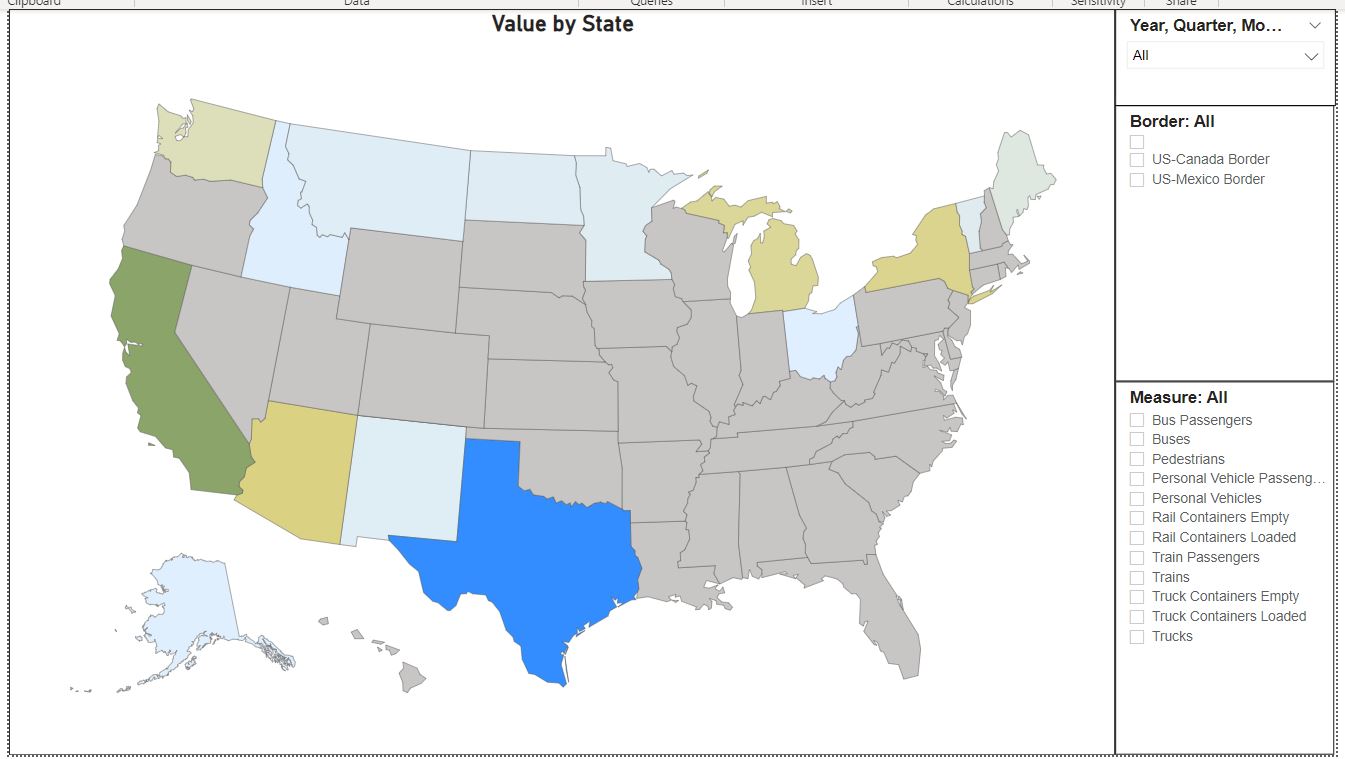 Clipboard
Data
Queries
Insert
Calculations
Sensitivity
Share
Value by State
Year, Quarter, Mo...
All
Border: All
US-Canada Border
US-Mexico Border
Measure: All
Bus Passengers
Buses
Pedestrians
Personal Vehicle Passeng...
Personal Vehicles
Rail Containers Empty
Rail Containers Loaded
Train Passengers
Trains
Truck Containers Empty
Truck Containers Loaded
Trucks